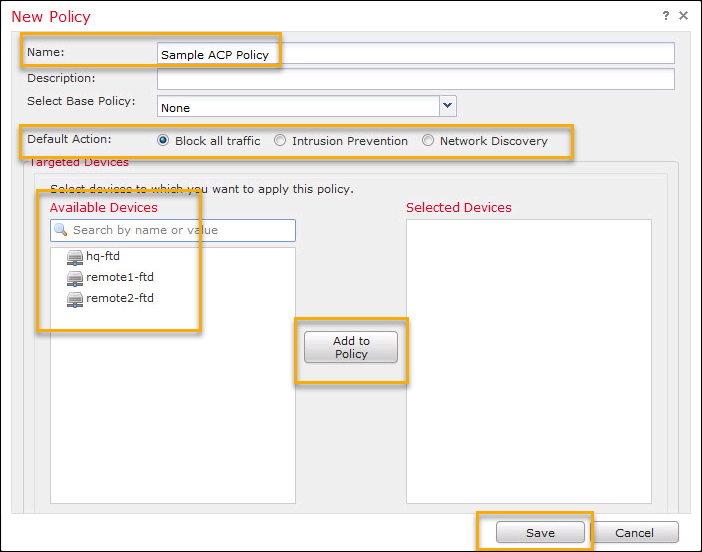 New Policy
?
Name: Sample ACP Policy
Description:
Select Base Policy: None
Default Action: Block all traffic Intrusion Prevention Network Discovery
Targeted Devices
Select devices to which you want to apply this policy.
Available Devices
Selected Devices
Search by name or value
hq-ftd
remote1-ftd
remote2-ftd
Add to
Policy
Save Cancel